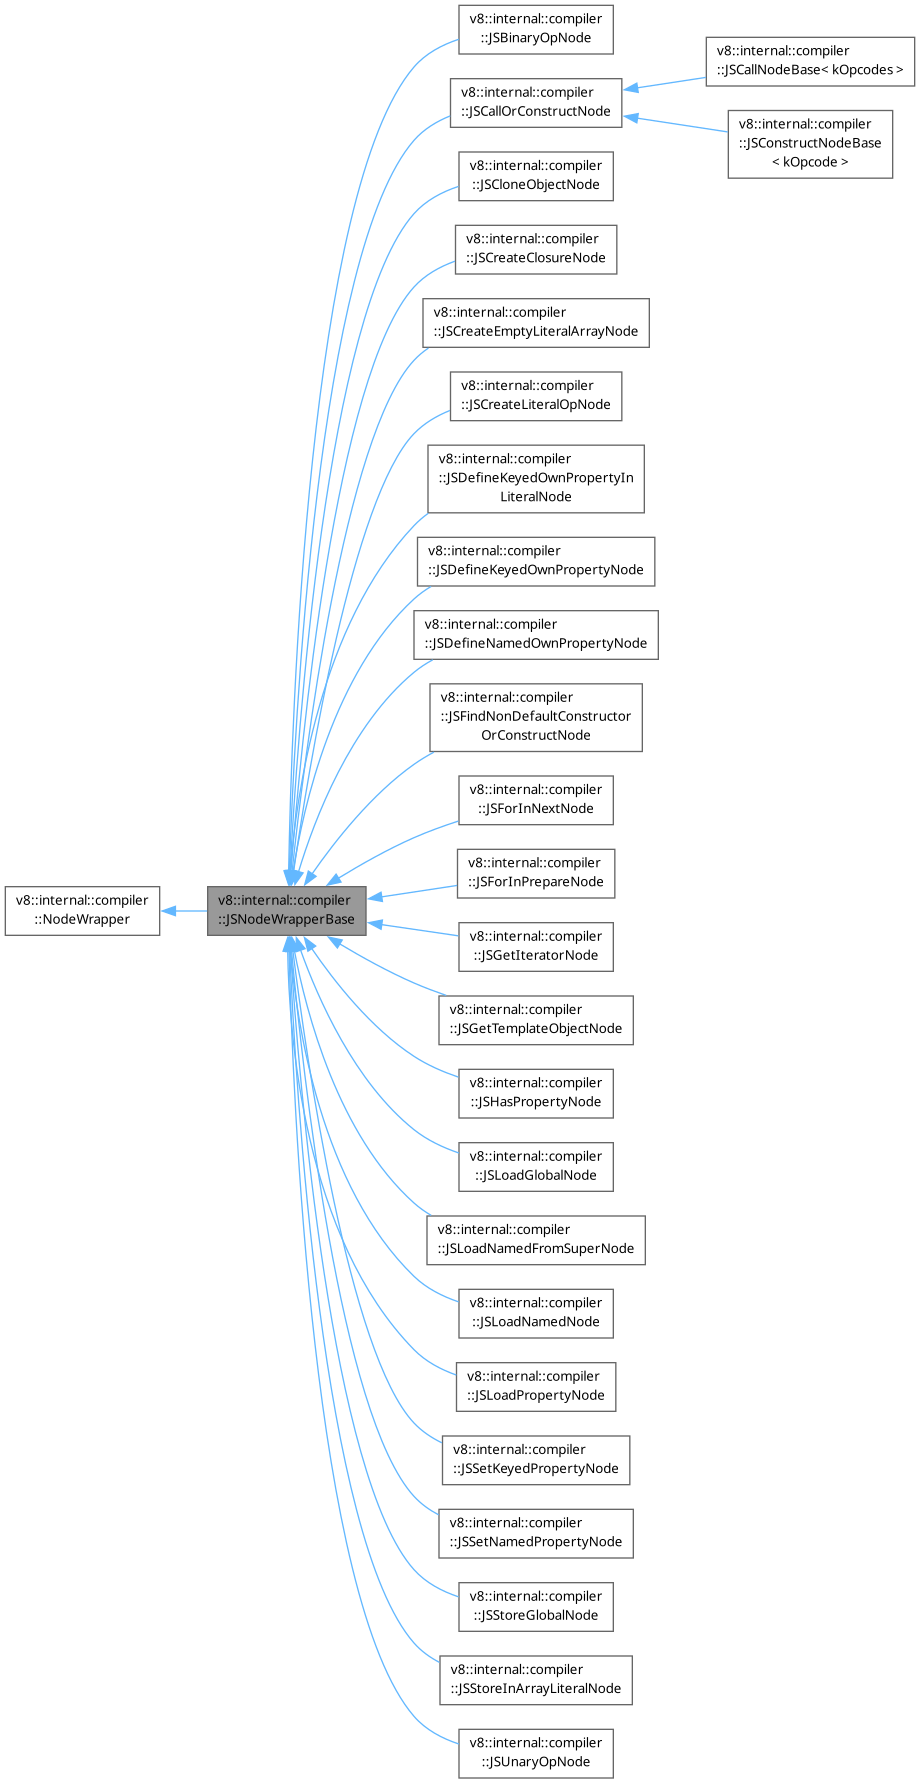 v8::internal::compiler
::JSBinaryOpNode
v8::internal::compiler
::JSCallNodeBase< kOpcodes >
v8::internal::compiler
::JSCallOrConstructNode
v8::internal::compiler
::JSConstructNodeBase
< kOpcode >
v8::internal::compiler
::JSCloneObjectNode
v8::internal::compiler
::JSCreateClosureNode
v8::internal::compiler
::JSCreateEmptyLiteralArrayNode
v8::internal::compiler
::JSCreateLiteralOpNode
v8::internal::compiler
::JSDefineKeyedOwnPropertyIn
LiteralNode
v8::internal::compiler
::JSDefineKeyedOwnPropertyNode
v8::internal::compiler
::JSDefineNamedOwnPropertyNode
v8::internal::compiler
::JSFindNonDefaultConstructor
OrConstructNode
v8::internal::compiler
::JSForInNextNode
v8::internal::compiler
::JSForInPrepareNode
v8::internal::compiler
::NodeWrapper
v8::internal::compiler
::JSNodeWrapperBase
v8::internal::compiler
::JSGetIteratorNode
v8::internal::compiler
::JSGetTemplateObjectNode
v8::internal::compiler
::JSHasPropertyNode
v8::internal::compiler
::JSLoadGlobalNode
v8::internal::compiler
::JSLoadNamedFromSuperNode
v8::internal::compiler
::JSLoadNamedNode
v8::internal::compiler
::JSLoadPropertyNode
v8::internal::compiler
::JSSetKeyedPropertyNode
v8::internal::compiler
::JSSetNamedPropertyNode
v8::internal::compiler
::JSStoreGlobalNode
v8::internal::compiler
::JSStoreInArrayLiteralNode
v8::internal::compiler
::JSUnaryOpNode